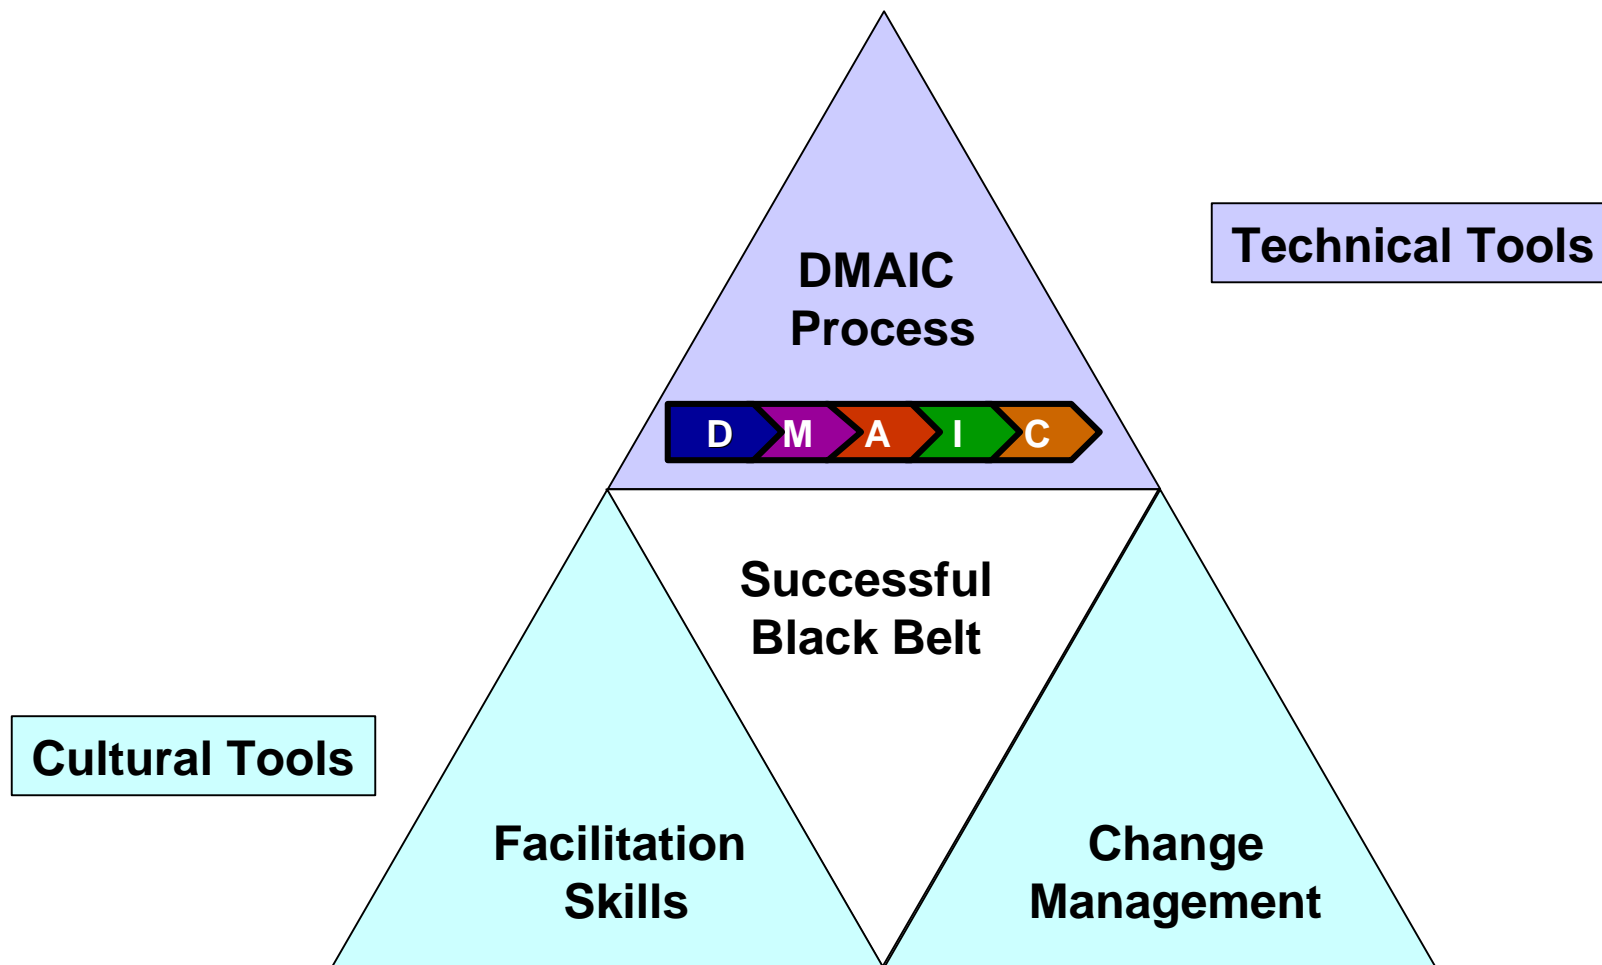 DMAIC
Process
Technical Tools
D M A I C
Successful
Black Belt
Cultural Tools
Facilitation
Skills
Change
Management